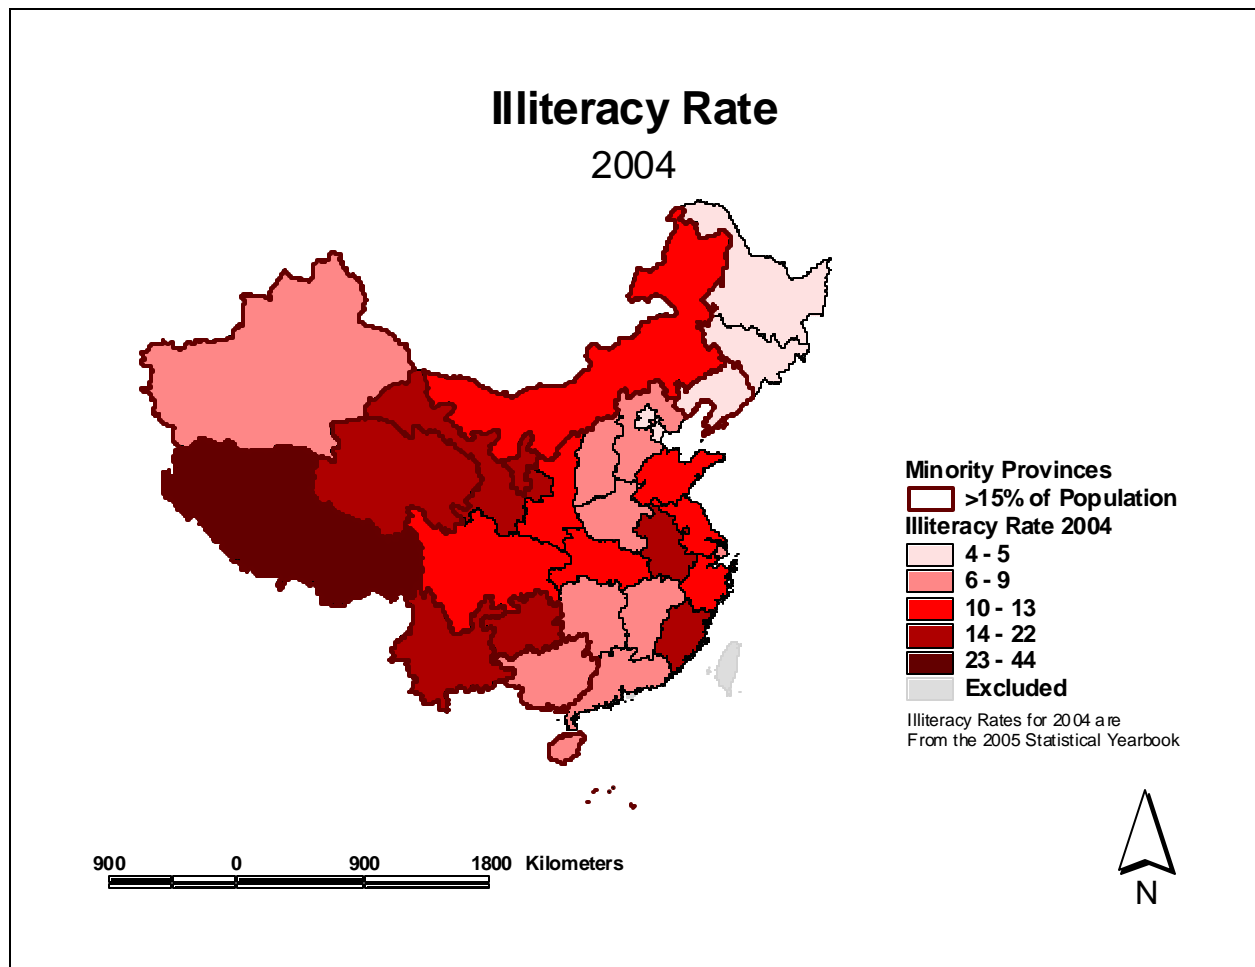 Illiteracy Rate
2004
Minority Provinces
>15% of Population
Illiteracy Rate 2004
4 - 5
6 - 9
10 - 13
14 - 22
23 - 44
Excluded
Illiteracy Rates for 2004 are
From the 2005 Statistical Yearbook
900 0 900 1800 Kilometers
N